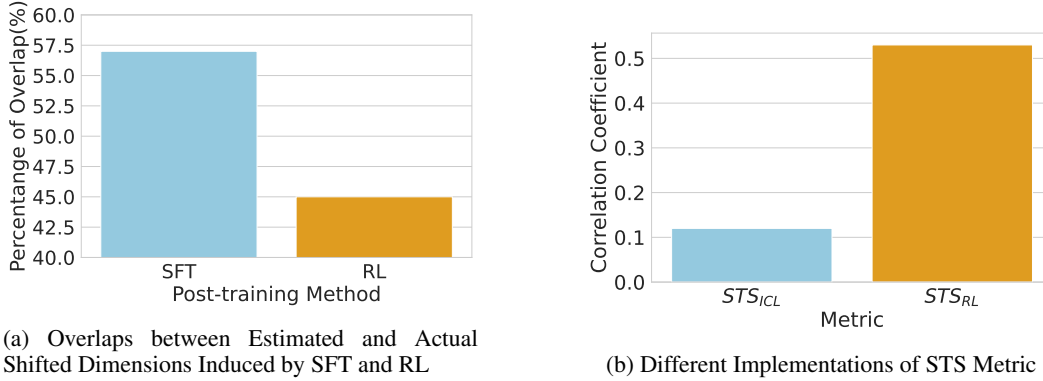 Percentange of Overlap(%)
60.0
57.5
55.0
52.5
50.0
47.5
45.0
42.5
40.0
SFT
RL
Post-training Method
(a) Overlaps between Estimated and Actual
Shifted Dimensions Induced by SFT and RL
Correlation Coefficient
0.5
0.4
0.3
0.2
0.1
0.0
STS_ICL
STS_RL
Metric
(b) Different Implementations of STS Metric